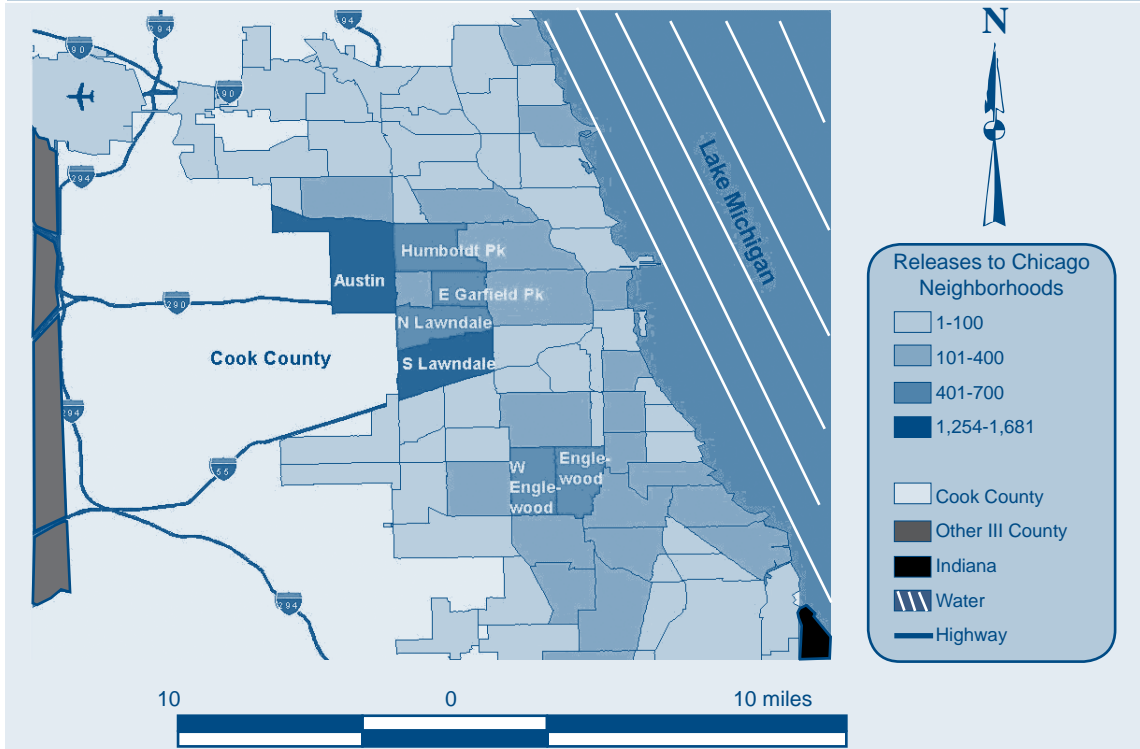 294
294
90
90
N
294
Lake Michigan
Humboldt Pk
Austin
E Garfield Pk
290
N Lawndale
Cook County
S Lawndale
294
55
W
Engle-
wood
Engle-
wood
294
Releases to Chicago
Neighborhoods
1-100
101-400
401-700
1,254-1,681
Cook County
Other III County
Indiana
Water
Highway
10 0 10 miles